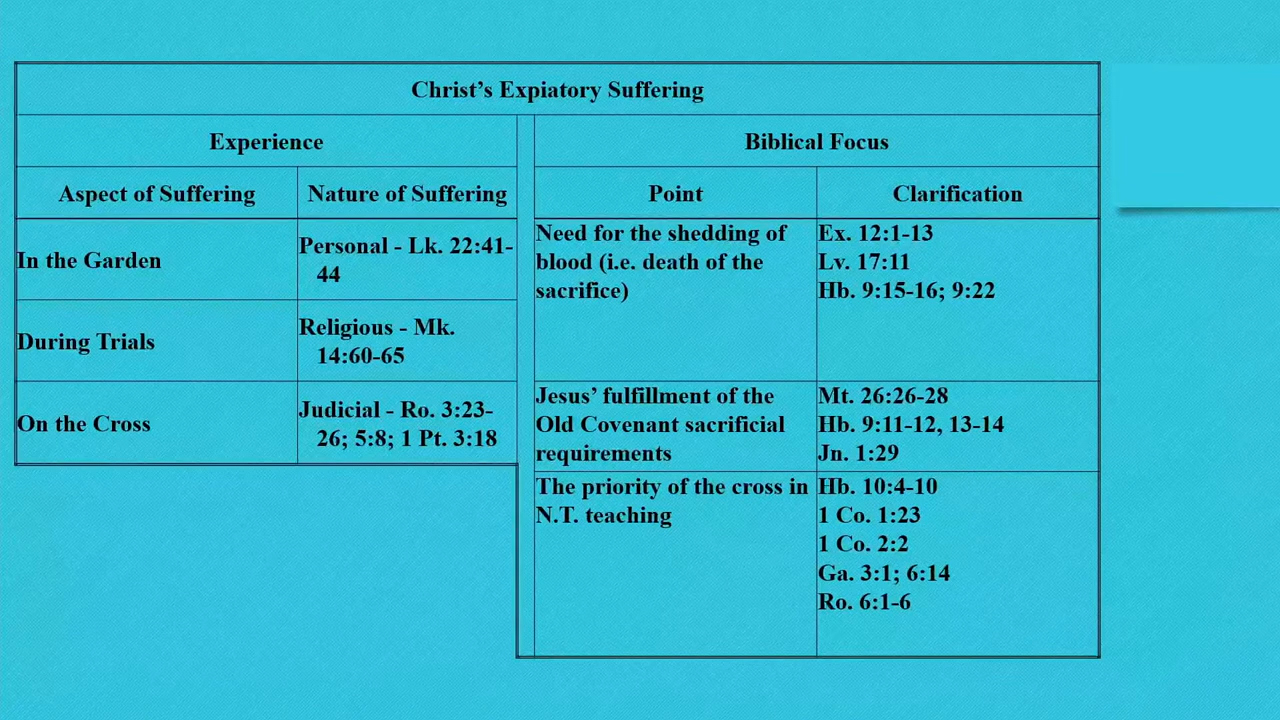 Christ’s Expiatory Suffering
Experience
Biblical Focus
Aspect of Suffering
Nature of Suffering
Point
Clarification
In the Garden
Personal - Lk. 22:41-
44
During Trials
Religious - Mk.
14:60-65
On the Cross
Judicial - Ro. 3:23-
26; 5:8; 1 Pt. 3:18
Need for the shedding of
blood (i.e. death of the
sacrifice)
Ex. 12:1-13
Lv. 17:11
Hb. 9:15-16; 9:22
Jesus’ fulfillment of the
Old Covenant sacrificial
requirements
Mt. 26:26-28
Hb. 9:11-12, 13-14
Jn. 1:29
The priority of the cross in
N.T. teaching
Hb. 10:4-10
1 Co. 1:23
1 Co. 2:2
Ga. 3:1; 6:14
Ro. 6:1-6